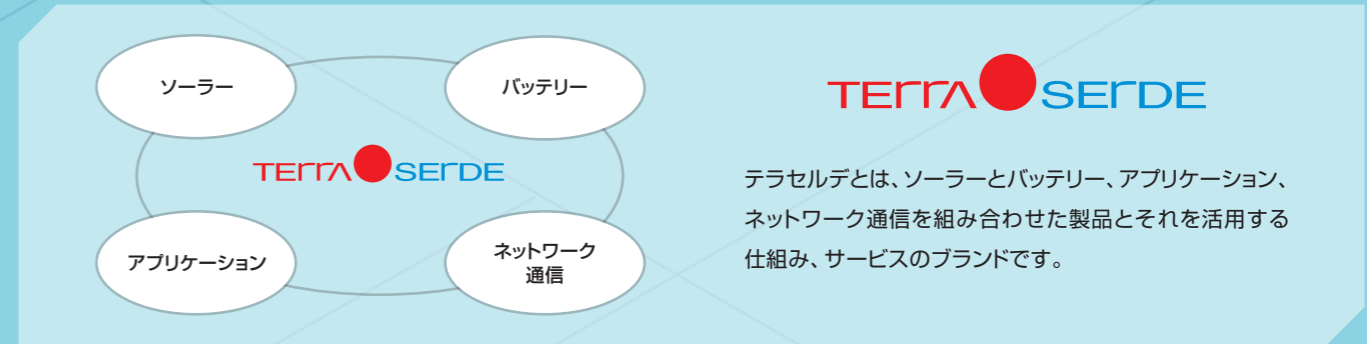 ソーラー
バッテリー
TERRA SERDE
アプリケーション
ネットワーク
通信
TERRA SERDE
テラセルデとは、ソーラーとバッテリー、アプリケーション、
ネットワーク通信を組み合わせた製品とそれを活用する
仕組み、サービスのブランドです。